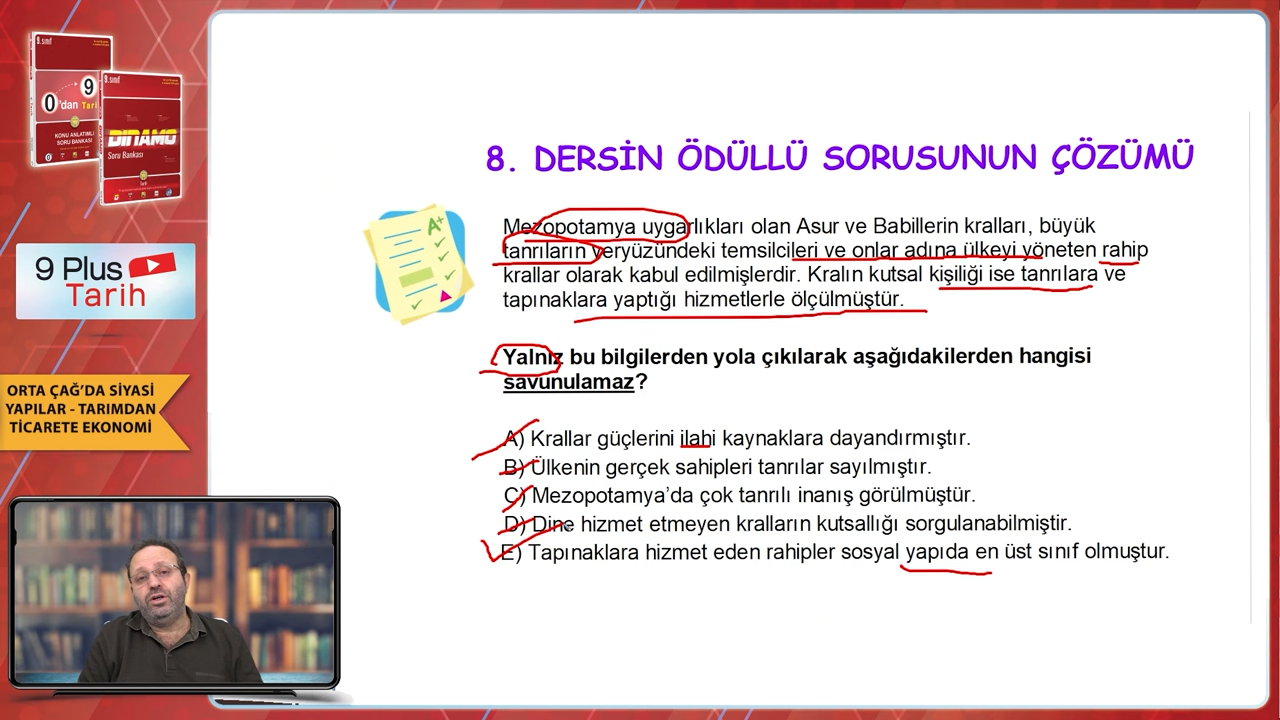 9.sınıf
0'dan 9
Tarih
KONU ANLATIMLI
SORU BANKASI
9.sınıf
DINAMO
Soru Bankası
Tarih
9 Plus
Tarih
ORTA ÇAĞ'DA SİYASİ
YAPILAR - TARIMDAN
TİCARETE EKONOMİ
8. DERSİN ÖDÜLLÜ SORUSUNUN ÇÖZÜMÜ
A+
Mezopotamya uygarlıkları olan Asur ve Babillerin kralları, büyük
tanrıların yeryüzündeki temsilcileri ve onlar adına ülkeyi yöneten rahip
krallar olarak kabul edilmişlerdir. Kralın kutsal kişiliği ise tanrılara ve
tapınaklara yaptığı hizmetlerle ölçülmüştür.
Yalnız bu bilgilerden yola çıkılarak aşağıdakilerden hangisi
savunulamaz?
A) Krallar güçlerini ilahi kaynaklara dayandırmıştır.
B) Ülkenin gerçek sahipleri tanrılar sayılmıştır.
C) Mezopotamya'da çok tanrılı inanış görülmüştür.
D) Dine hizmet etmeyen kralların kutsallığı sorgulanabilmiştir.
E) Tapınaklara hizmet eden rahipler sosyal yapıda en üst sınıf olmuştur.